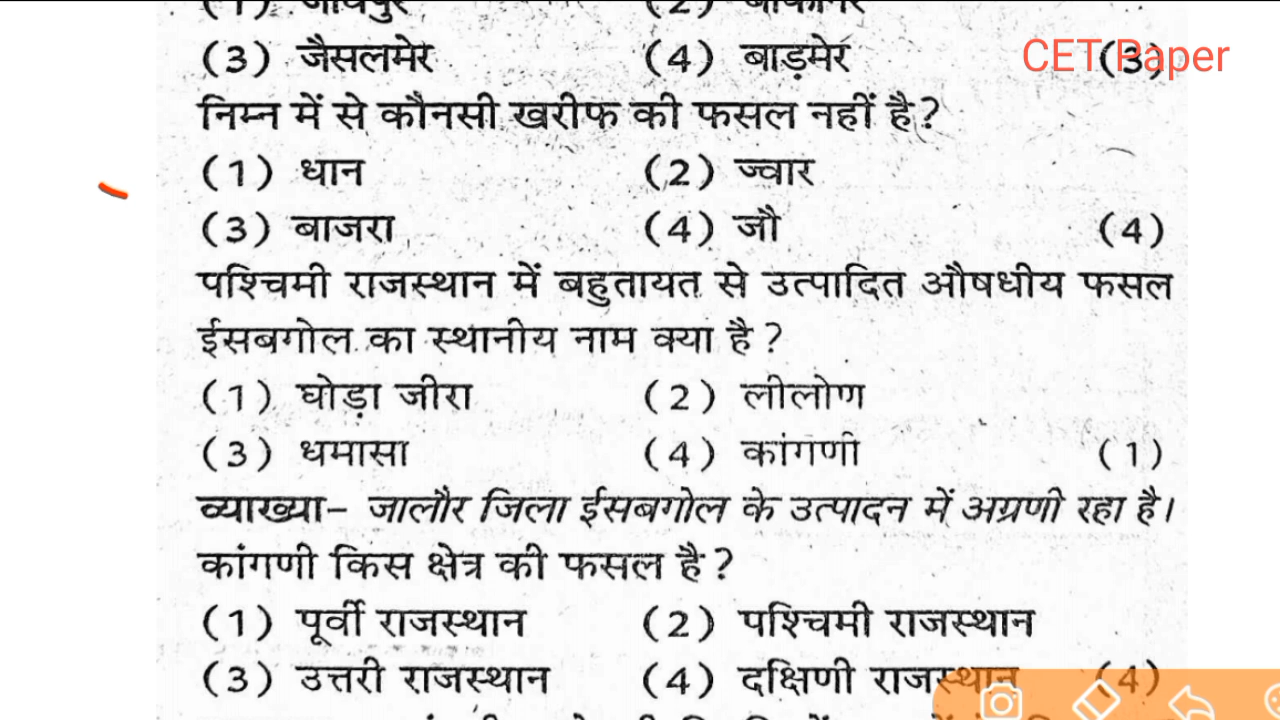 (3) जैसलमेर (4) बाड़मेर (3)
CET Paper
निम्न में से कौनसी खरीफ की फसल नहीं है?
(1) धान (2) ज्वार
(3) बाजरा (4) जौ (4)
पश्चिमी राजस्थान में बहुतायत से उत्पादित औषधीय फसल
ईसबगोल का स्थानीय नाम क्या है?
(1) घोड़ा जीरा (2) लीलोण
(3) धमासा (4) कांगणी (1)
व्याख्या– जालौर जिला ईसबगोल के उत्पादन में अग्रणी रहा है।
कांगणी किस क्षेत्र की फसल है?
(1) पूर्वी राजस्थान (2) पश्चिमी राजस्थान
(3) उत्तरी राजस्थान (4) दक्षिणी राजस्थान (4)